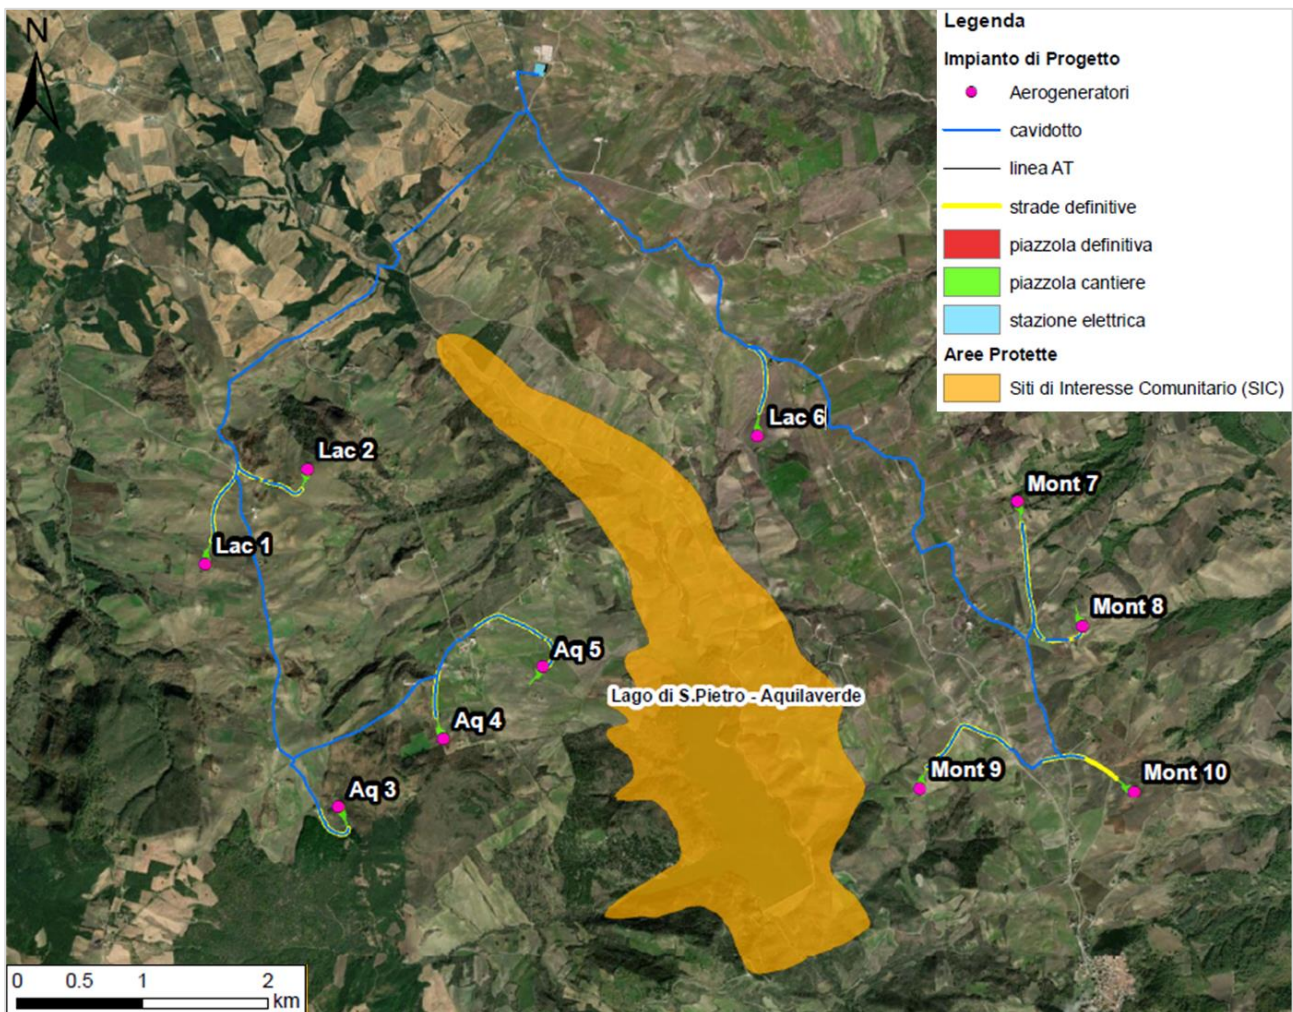 N
Legenda
Impianto di Progetto
Aerogeneratori
cavidotto
linea AT
strade definitive
piazzola definitiva
piazzola cantiere
stazione elettrica
Aree Protette
Siti di Interesse Comunitario (SIC)
Lac 6
Lac 2
Mont 7
Lac 1
Mont 8
Aq 5
Lago di S.Pietro - Aquilaverde
Aq 4
Mont 9
Mont 10
Aq 3
0 0.5 1 2
km